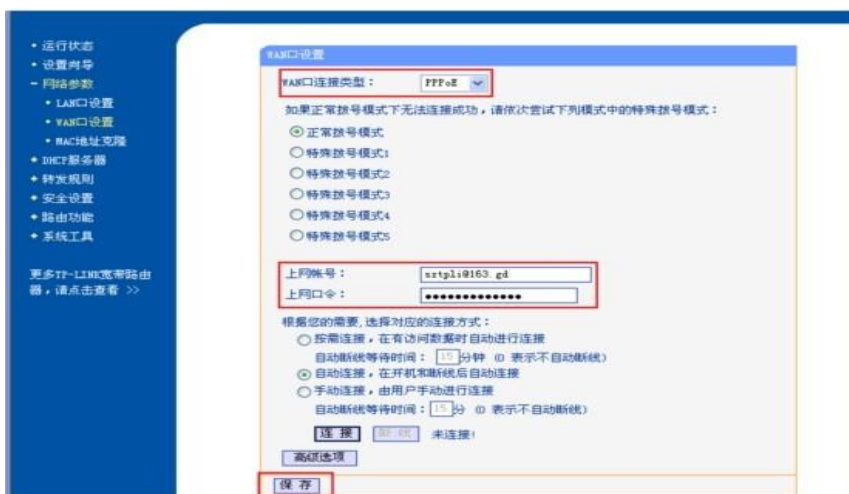 运行状态
设置向导
网络参数
LAN口设置
WAN口设置
MAC地址克隆
DHCP服务器
转发规则
安全设置
路由功能
系统工具
更多TP-LINK宽带路由
器，请点击查看 >>
WAN口设置
WAN口连接类型： PPPoE
如果正常拨号模式下无法连接成功，请依次尝试下列模式中的特殊拨号模式：
正常拨号模式
特殊拨号模式1
特殊拨号模式2
特殊拨号模式3
特殊拨号模式4
特殊拨号模式5
上网帐号： srtpli@163.gd
上网口令： ●●●●●●●●●●●●●
根据您的需要，选择对应的连接方式：
按需连接，在有访问数据时自动进行连接
自动断线等待时间： 15 分钟（0 表示不自动断线）
自动连接，在开机和断线后自动连接
手动连接，由用户手动进行连接
自动断线等待时间： 15 分（0 表示不自动断线）
连 接 断 线 未连接！
高级选项
保 存